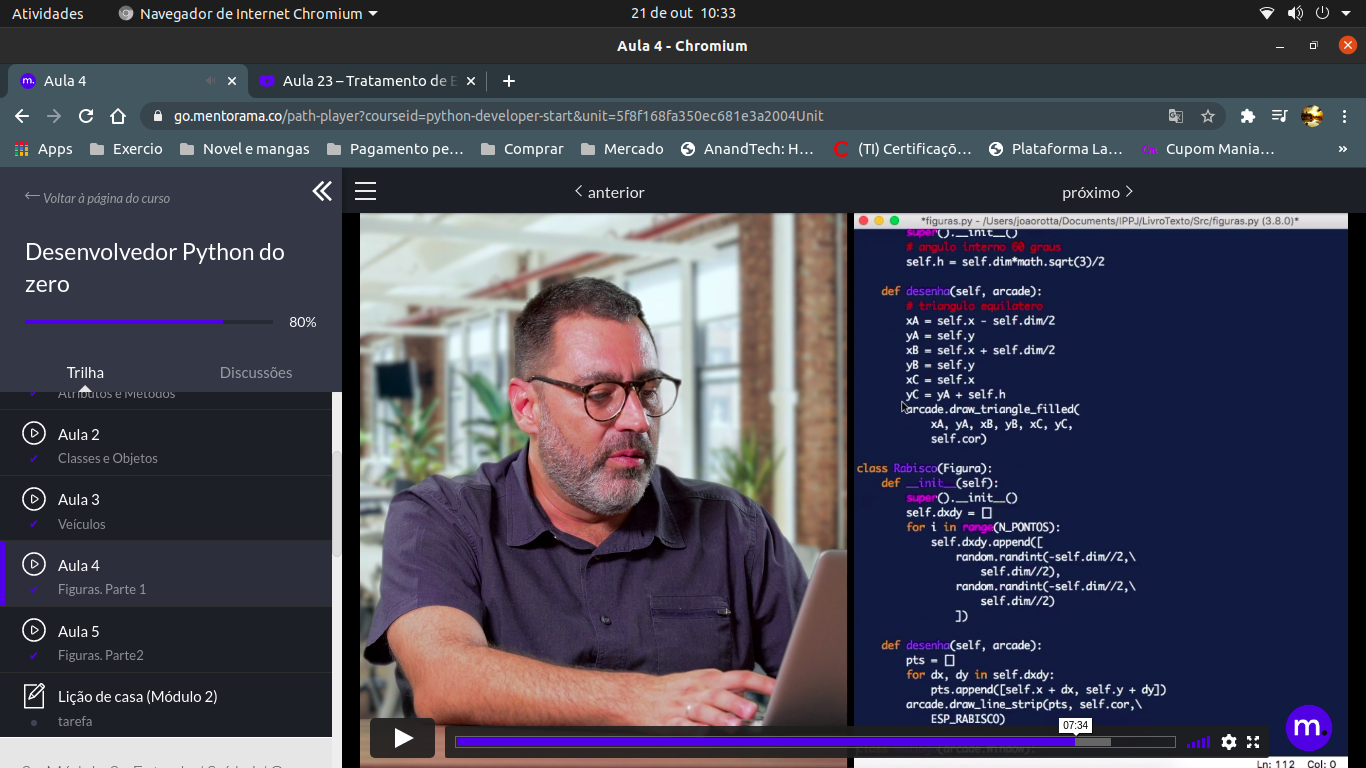 Atividades
Navegador de Internet Chromium
21 de out 10:33
Aula 4 - Chromium
m. Aula 4
Aula 23 – Tratamento de E
go.mentorama.co/path-player?courseid=python-developer-start&unit=5f8f168fa350ec681e3a2004Unit
Apps
Exercio
Novel e mangas
Pagamento pe…
Comprar
Mercado
AnandTech: H…
(TI) Certificaçõ…
Plataforma La…
Cupom Mania…
»
Voltar à página do curso
Desenvolvedor Python do
zero
80%
Trilha
Discussões
Atributos e Métodos
Aula 2
Classes e Objetos
Aula 3
Veículos
Aula 4
Figuras. Parte 1
Aula 5
Figuras. Parte2
Lição de casa (Módulo 2)
tarefa
anterior
próximo
*figuras.py - /Users/joaorotta/Documents/IPPJ/LivroTexto/Src/figuras.py (3.8.0)*
super().__init__()
# angulo interno 60 graus
self.h = self.dim*math.sqrt(3)/2
def desenha(self, arcade):
# triangulo equilatero
xA = self.x - self.dim/2
yA = self.y
xB = self.x + self.dim/2
yB = self.y
xC = self.x
yC = yA + self.h
arcade.draw_triangle_filled(
xA, yA, xB, yB, xC, yC,
self.cor)
class Rabisco(Figura):
def __init__(self):
super().__init__()
self.dxdy = []
for i in range(N_PONTOS):
self.dxdy.append([
random.randint(-self.dim//2,\
self.dim//2),
random.randint(-self.dim//2,\
self.dim//2)
])
def desenha(self, arcade):
pts = []
for dx, dy in self.dxdy:
pts.append([self.x + dx, self.y + dy])
arcade.draw_line_strip(pts, self.cor,\
ESP_RABISCO)
07:34
m.
Ln: 112 Col: 0